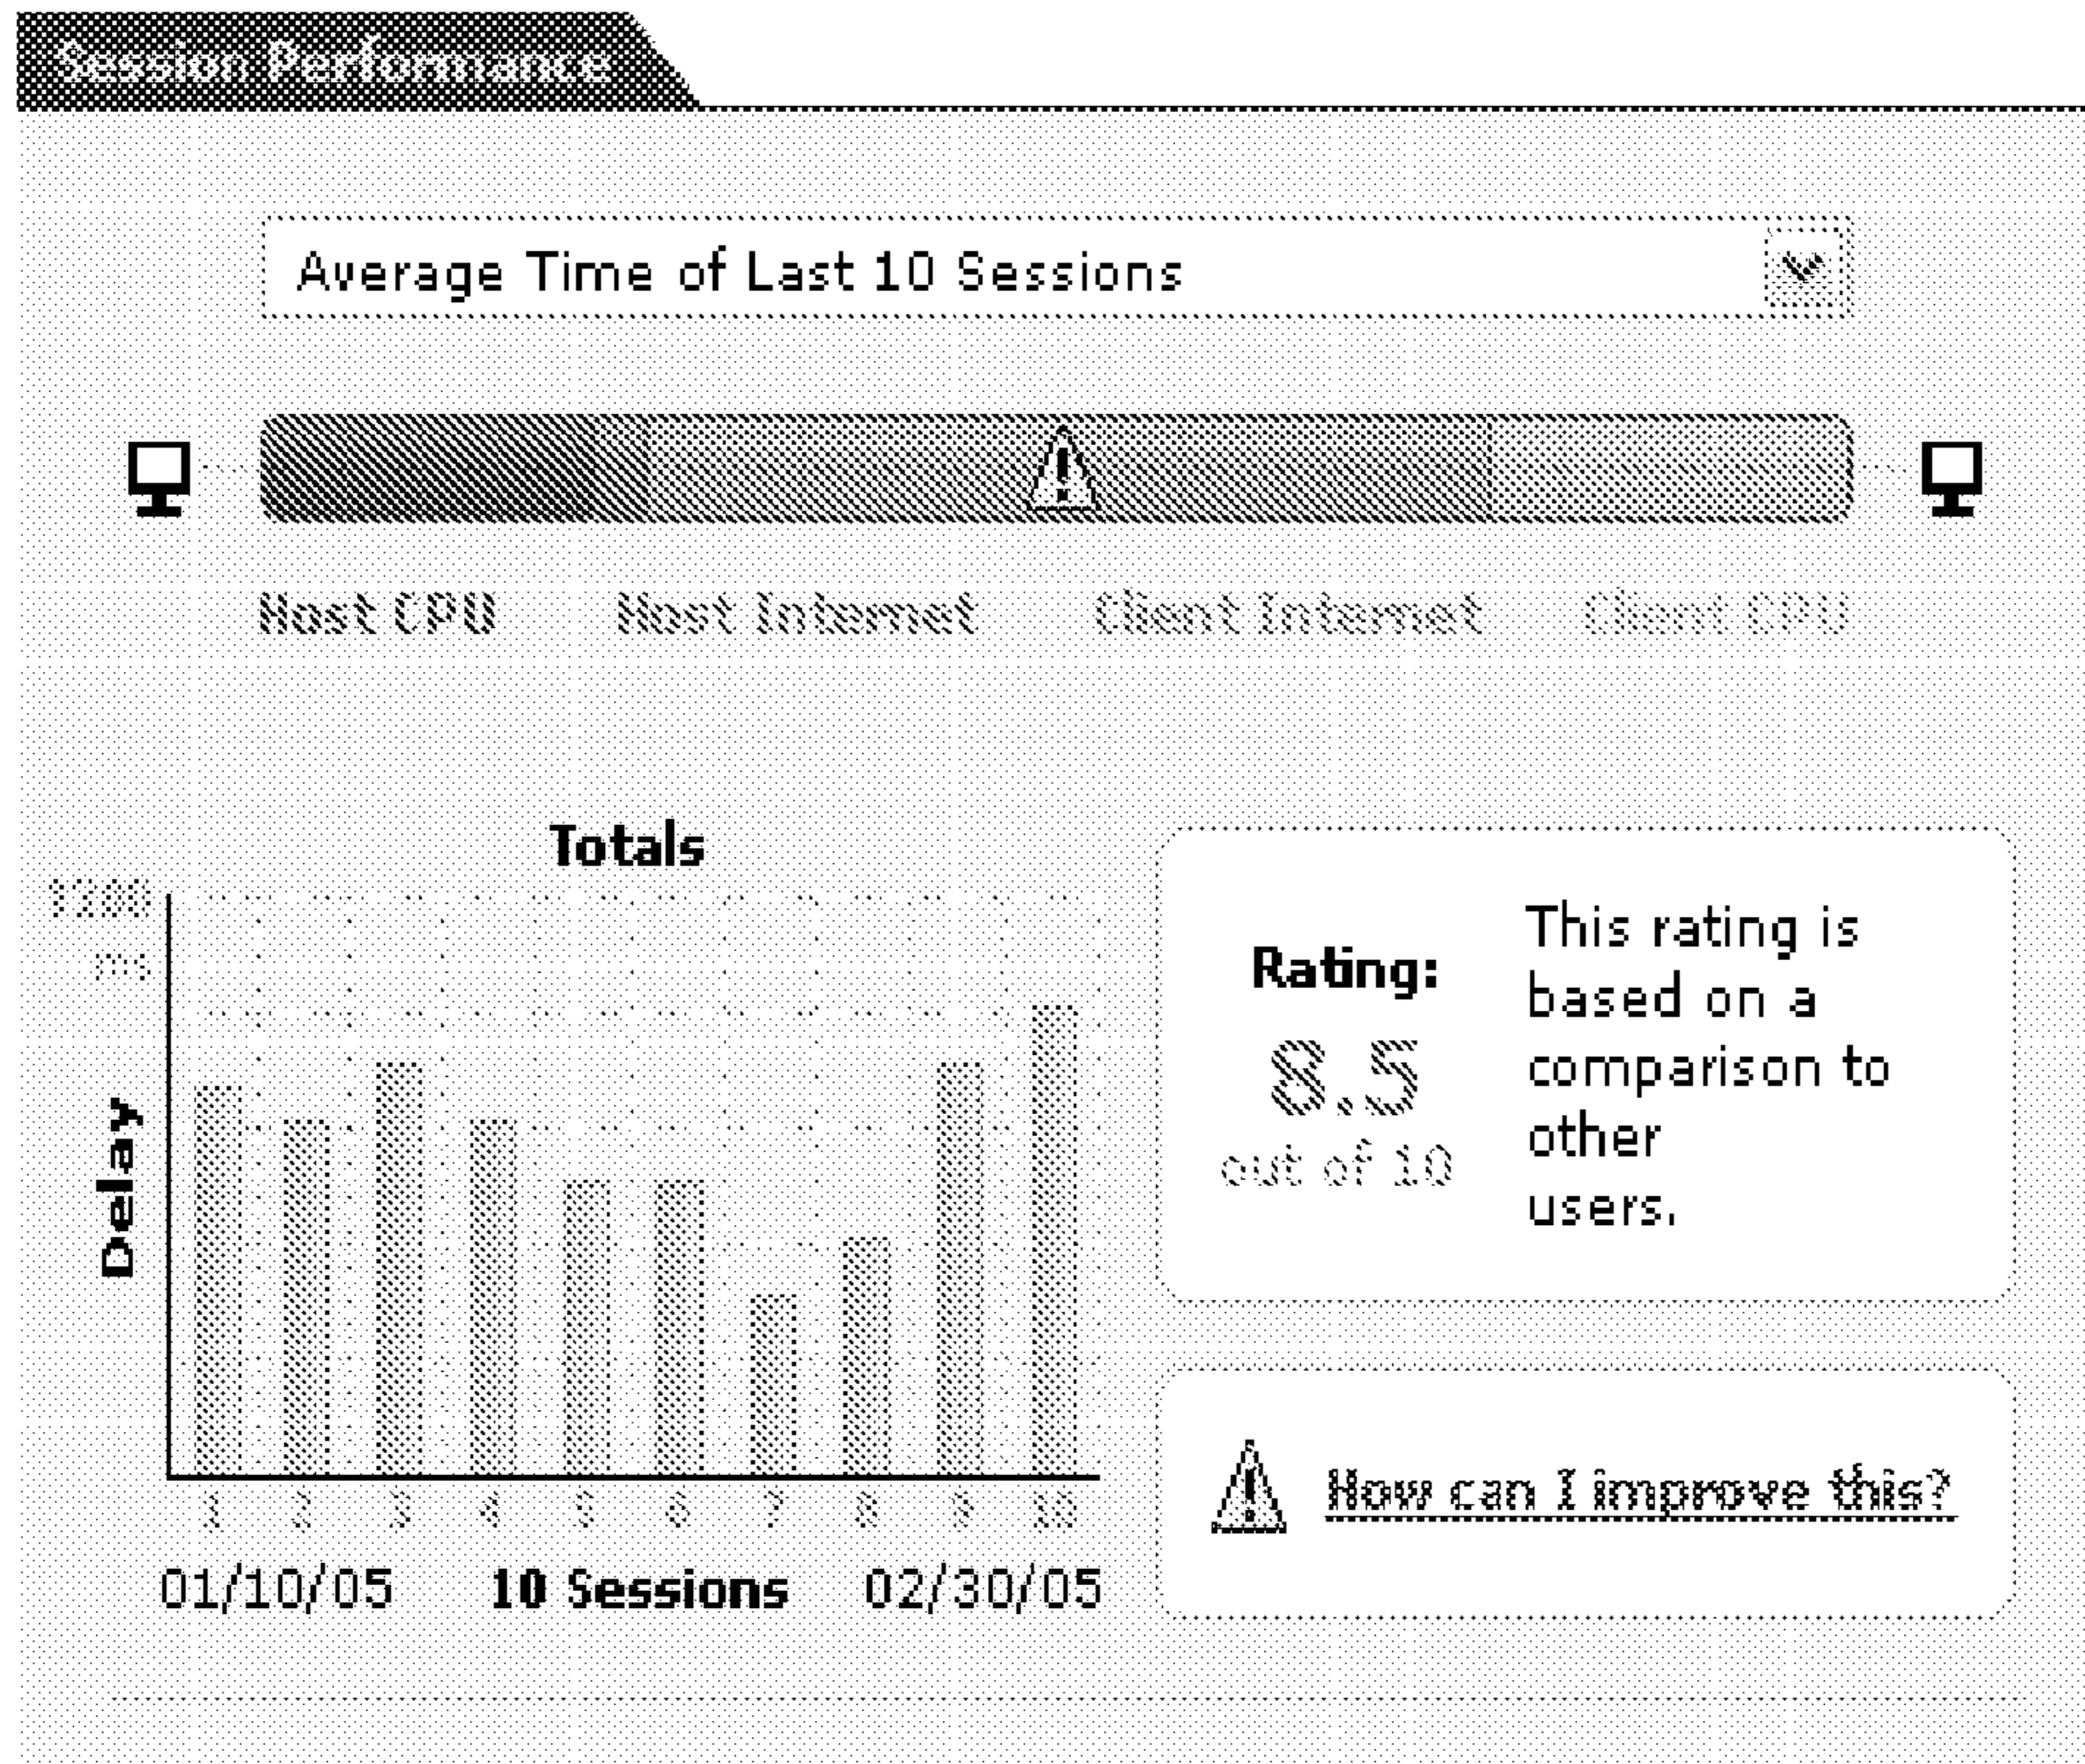 Session Performance
Average Time of Last 10 Sessions
Host CPU Host Internet Client Internet Client CPU
Totals
1200
ms
Delay
1 2 3 4 5 6 7 8 9 10
01/10/05 10 Sessions 02/30/05
Rating:
8.5
out of 10
This rating is
based on a
comparison to
other
users.
How can I improve this?